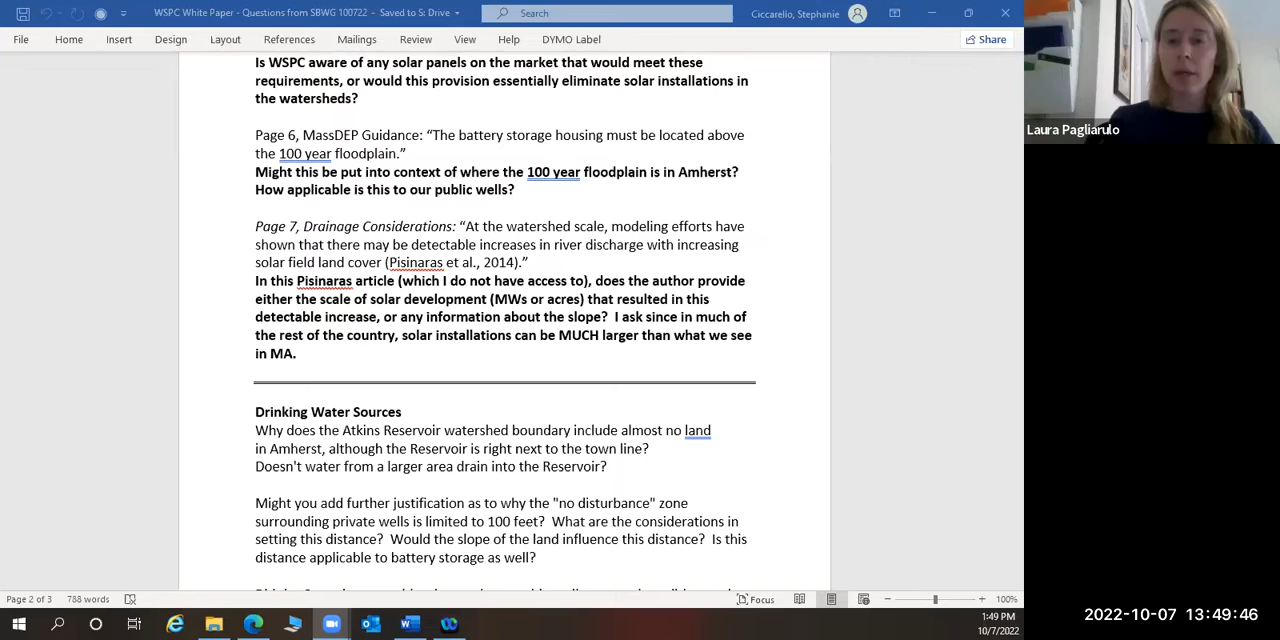 WSPC White Paper - Questions from SBWG 100722 – Saved to S: Drive
Search
Ciccarello, Stephanie
File Home Insert Design Layout References Mailings Review View Help DYMO Label
Share
Is WSPC aware of any solar panels on the market that would meet these
requirements, or would this provision essentially eliminate solar installations in
the watersheds?
Page 6, MassDEP Guidance: “The battery storage housing must be located above
the 100 year floodplain.”
Might this be put into context of where the 100 year floodplain is in Amherst?
How applicable is this to our public wells?
Page 7, Drainage Considerations: “At the watershed scale, modeling efforts have
shown that there may be detectable increases in river discharge with increasing
solar field land cover (Pisinaras et al., 2014).”
In this Pisinaras article (which I do not have access to), does the author provide
either the scale of solar development (MWs or acres) that resulted in this
detectable increase, or any information about the slope?  I ask since in much of
the rest of the country, solar installations can be MUCH larger than what we see
in MA.
Drinking Water Sources
Why does the Atkins Reservoir watershed boundary include almost no land
in Amherst, although the Reservoir is right next to the town line?
Doesn't water from a larger area drain into the Reservoir?
Might you add further justification as to why the "no disturbance" zone
surrounding private wells is limited to 100 feet?  What are the considerations in
setting this distance?  Would the slope of the land influence this distance?  Is this
distance applicable to battery storage as well?
Page 2 of 3 788 words
Focus
100%
1:49 PM
10/7/2022
Laura Pagliarulo
2022-10-07 13:49:46